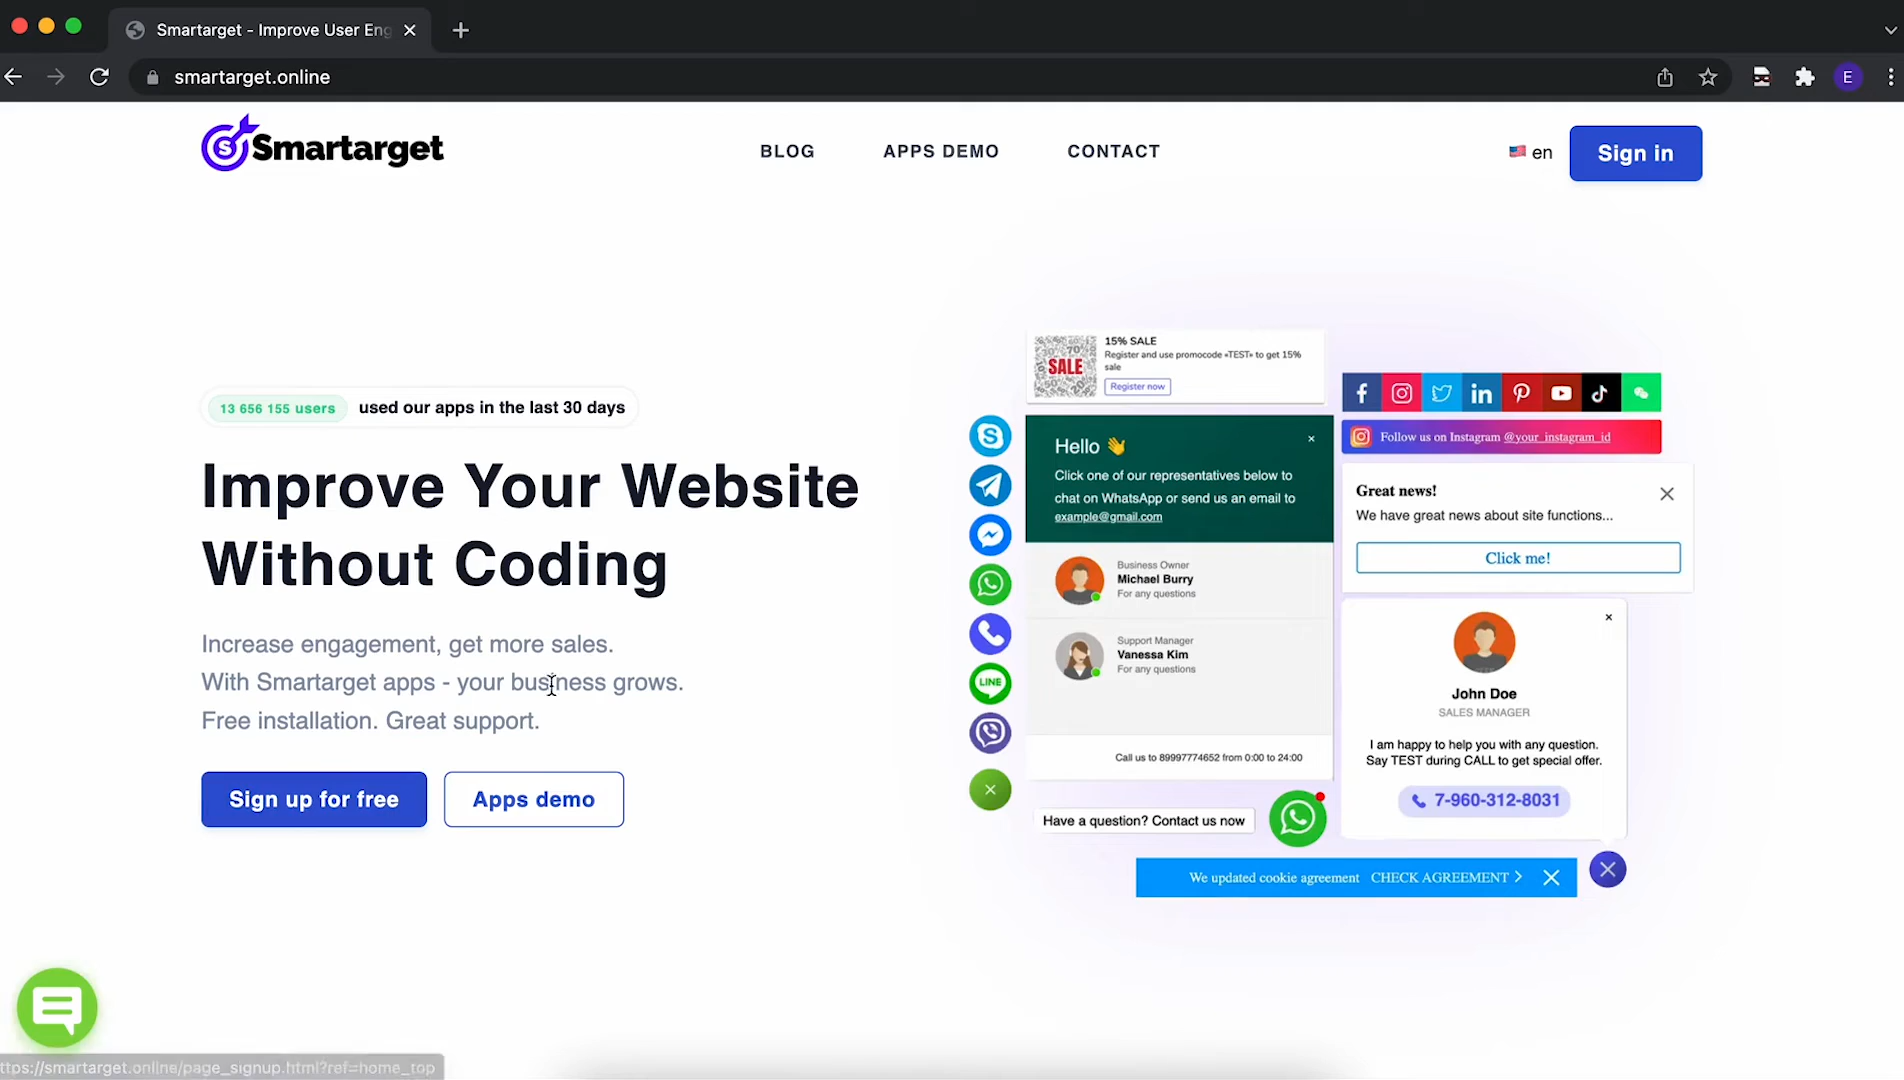 Smartarget - Improve User Eng
smartarget.online
E
Smartarget
BLOG
APPS DEMO
CONTACT
en
Sign in
13 656 155 users
used our apps in the last 30 days
Improve Your Website
Without Coding
Increase engagement, get more sales.
With Smartarget apps - your business grows.
Free installation. Great support.
Sign up for free
Apps demo
SALE
15% SALE
Register and use promocode «TEST» to get 15%
sale
Register now
Hello 👋
Click one of our representatives below to
chat on WhatsApp or send us an email to
example@gmail.com
Business Owner
Michael Burry
For any questions
Support Manager
Vanessa Kim
For any questions
LINE
Call us to 89997774652 from 0:00 to 24:00
Have a question? Contact us now
Follow us on Instagram @your_instagram_id
Great news!
We have great news about site functions...
Click me!
John Doe
SALES MANAGER
I am happy to help you with any question.
Say TEST during CALL to get special offer.
7-960-312-8031
We updated cookie agreement CHECK AGREEMENT
ttps://smartarget.online/page_signup.html?ref=home_top